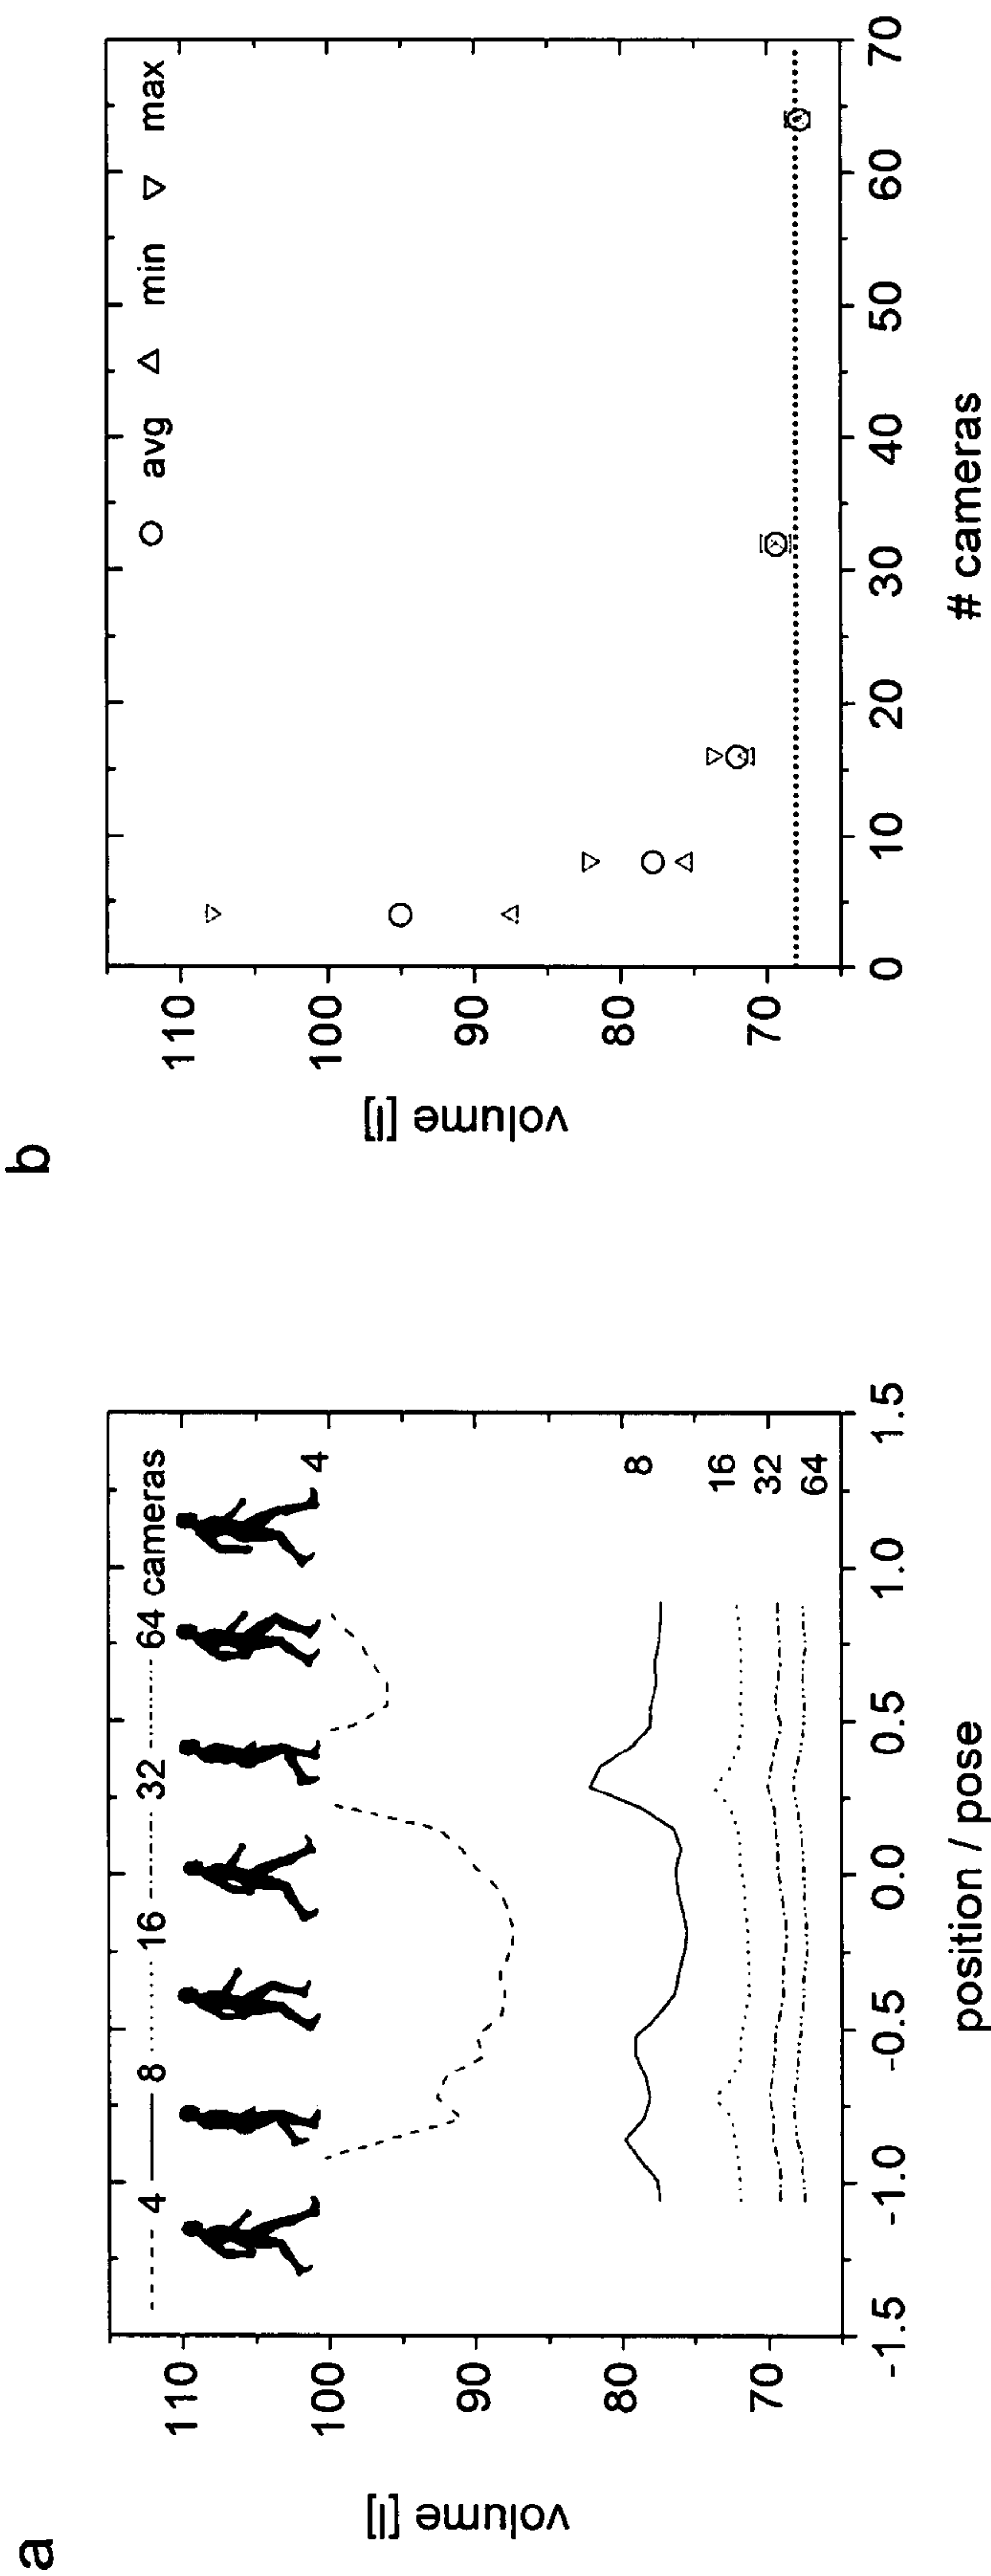 a
4 8 16 32 64 cameras
110
100
90
80
70
volume [l]
4
8
16
32
64
-1.5 -1.0 -0.5 0.0 0.5 1.0 1.5
position / pose
b
avg min max
110
100
90
80
70
volume [l]
0 10 20 30 40 50 60 70
# cameras